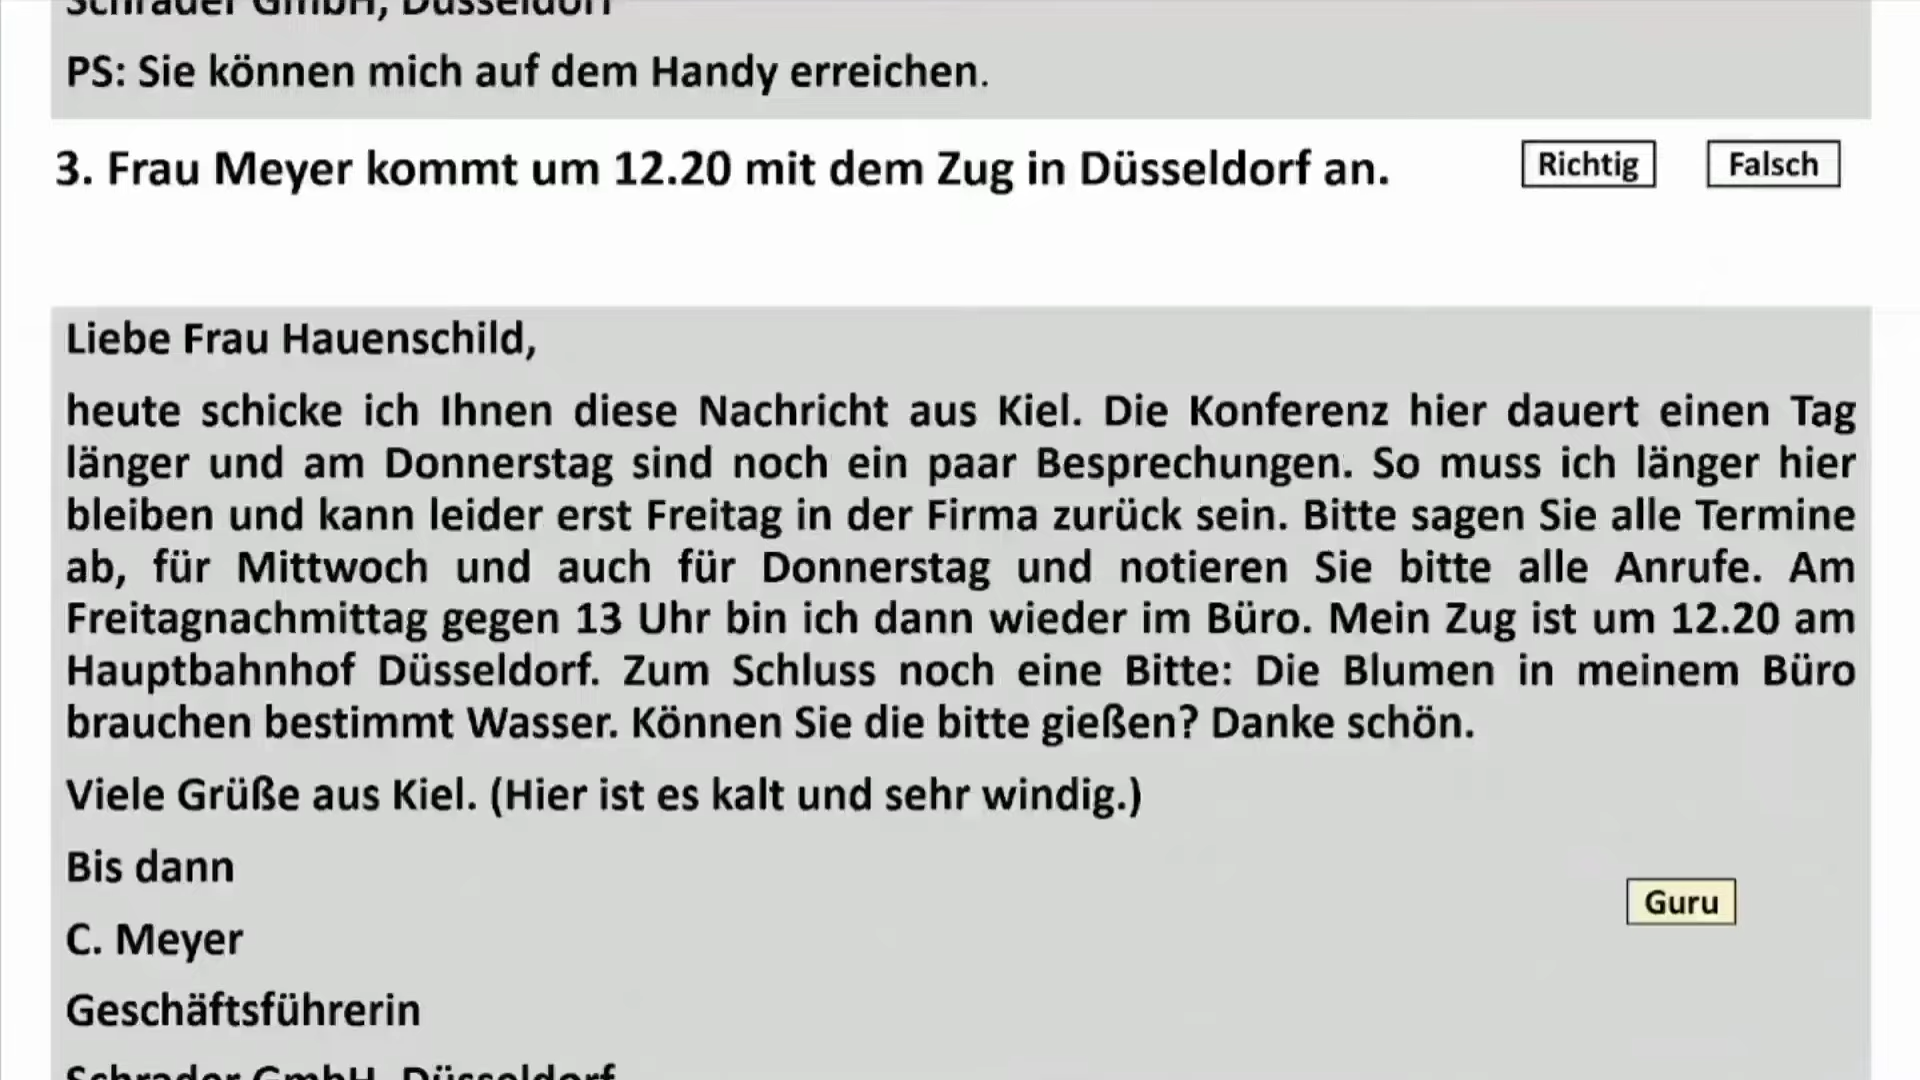 Schrader GmbH, Düsseldorf
PS: Sie können mich auf dem Handy erreichen.
3. Frau Meyer kommt um 12.20 mit dem Zug in Düsseldorf an.
Richtig
Falsch
Liebe Frau Hauenschild,
heute schicke ich Ihnen diese Nachricht aus Kiel. Die Konferenz hier dauert einen Tag
länger und am Donnerstag sind noch ein paar Besprechungen. So muss ich länger hier
bleiben und kann leider erst Freitag in der Firma zurück sein. Bitte sagen Sie alle Termine
ab, für Mittwoch und auch für Donnerstag und notieren Sie bitte alle Anrufe. Am
Freitagnachmittag gegen 13 Uhr bin ich dann wieder im Büro. Mein Zug ist um 12.20 am
Hauptbahnhof Düsseldorf. Zum Schluss noch eine Bitte: Die Blumen in meinem Büro
brauchen bestimmt Wasser. Können Sie die bitte gießen? Danke schön.
Viele Grüße aus Kiel. (Hier ist es kalt und sehr windig.)
Bis dann
Guru
C. Meyer
Geschäftsführerin
Schrader GmbH, Düsseldorf